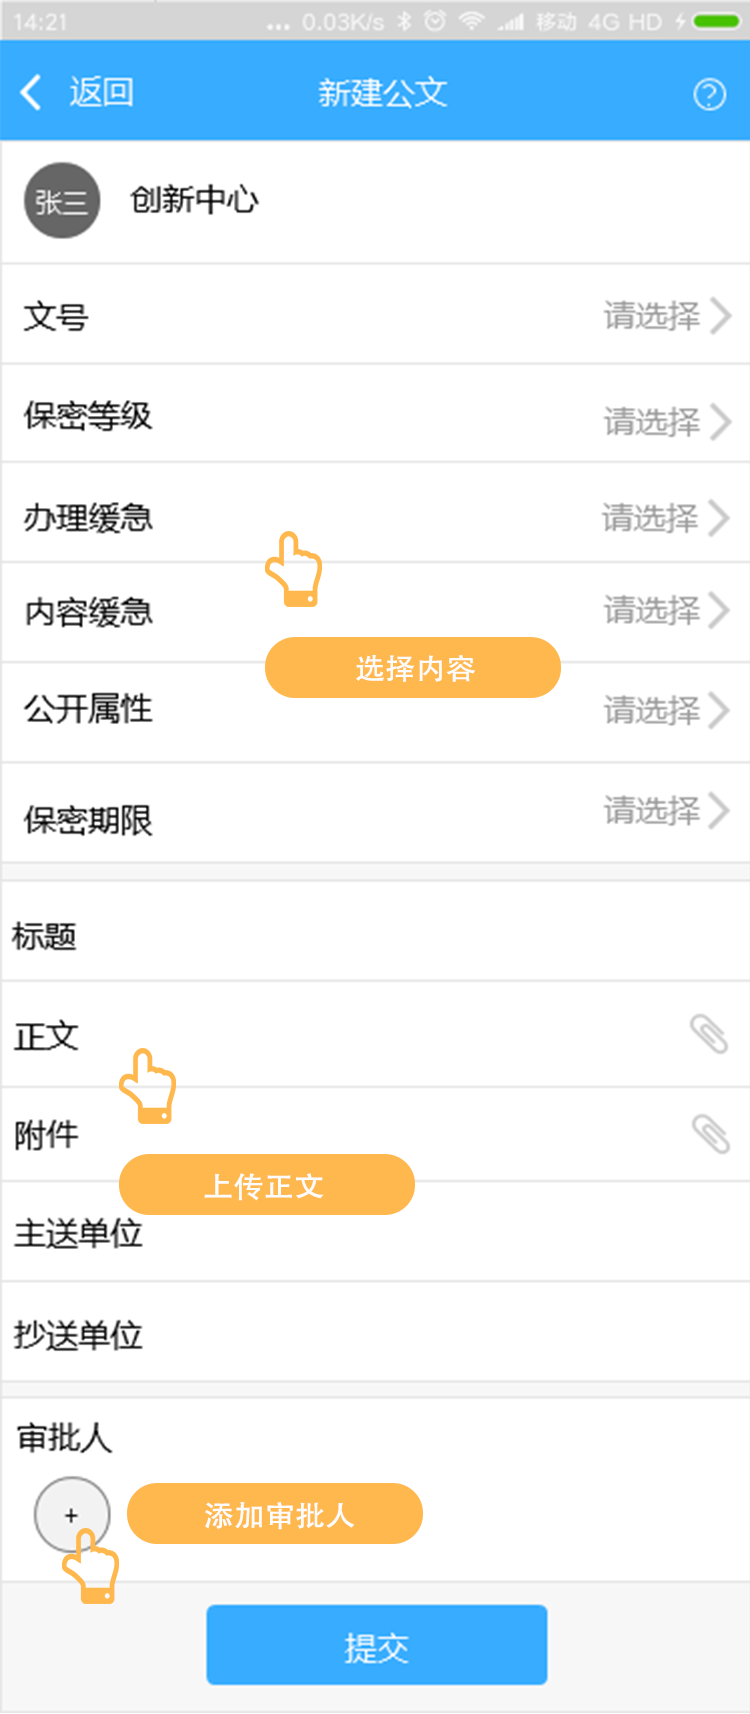 14:21 ... 0.03K/s 移动 4G HD
返回 新建公文
张三 创新中心
文号 请选择
保密等级 请选择
办理缓急 请选择
内容缓急 请选择
选择内容
公开属性 请选择
保密期限 请选择
标题
正文
附件
上传正文
主送单位
抄送单位
审批人
+ 添加审批人
提交